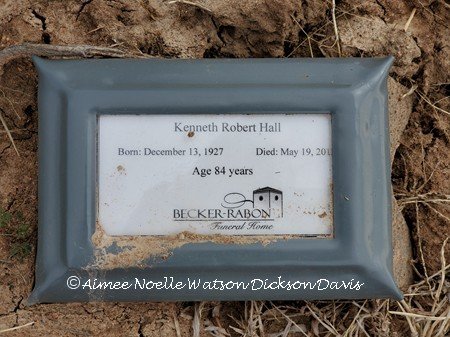 Kenneth Robert Hall
Born: December 13, 1927 Died: May 19, 201
Age 84 years
BECKER-RABON
Funeral Home
©Aimee Noelle Watson Dickson Davis